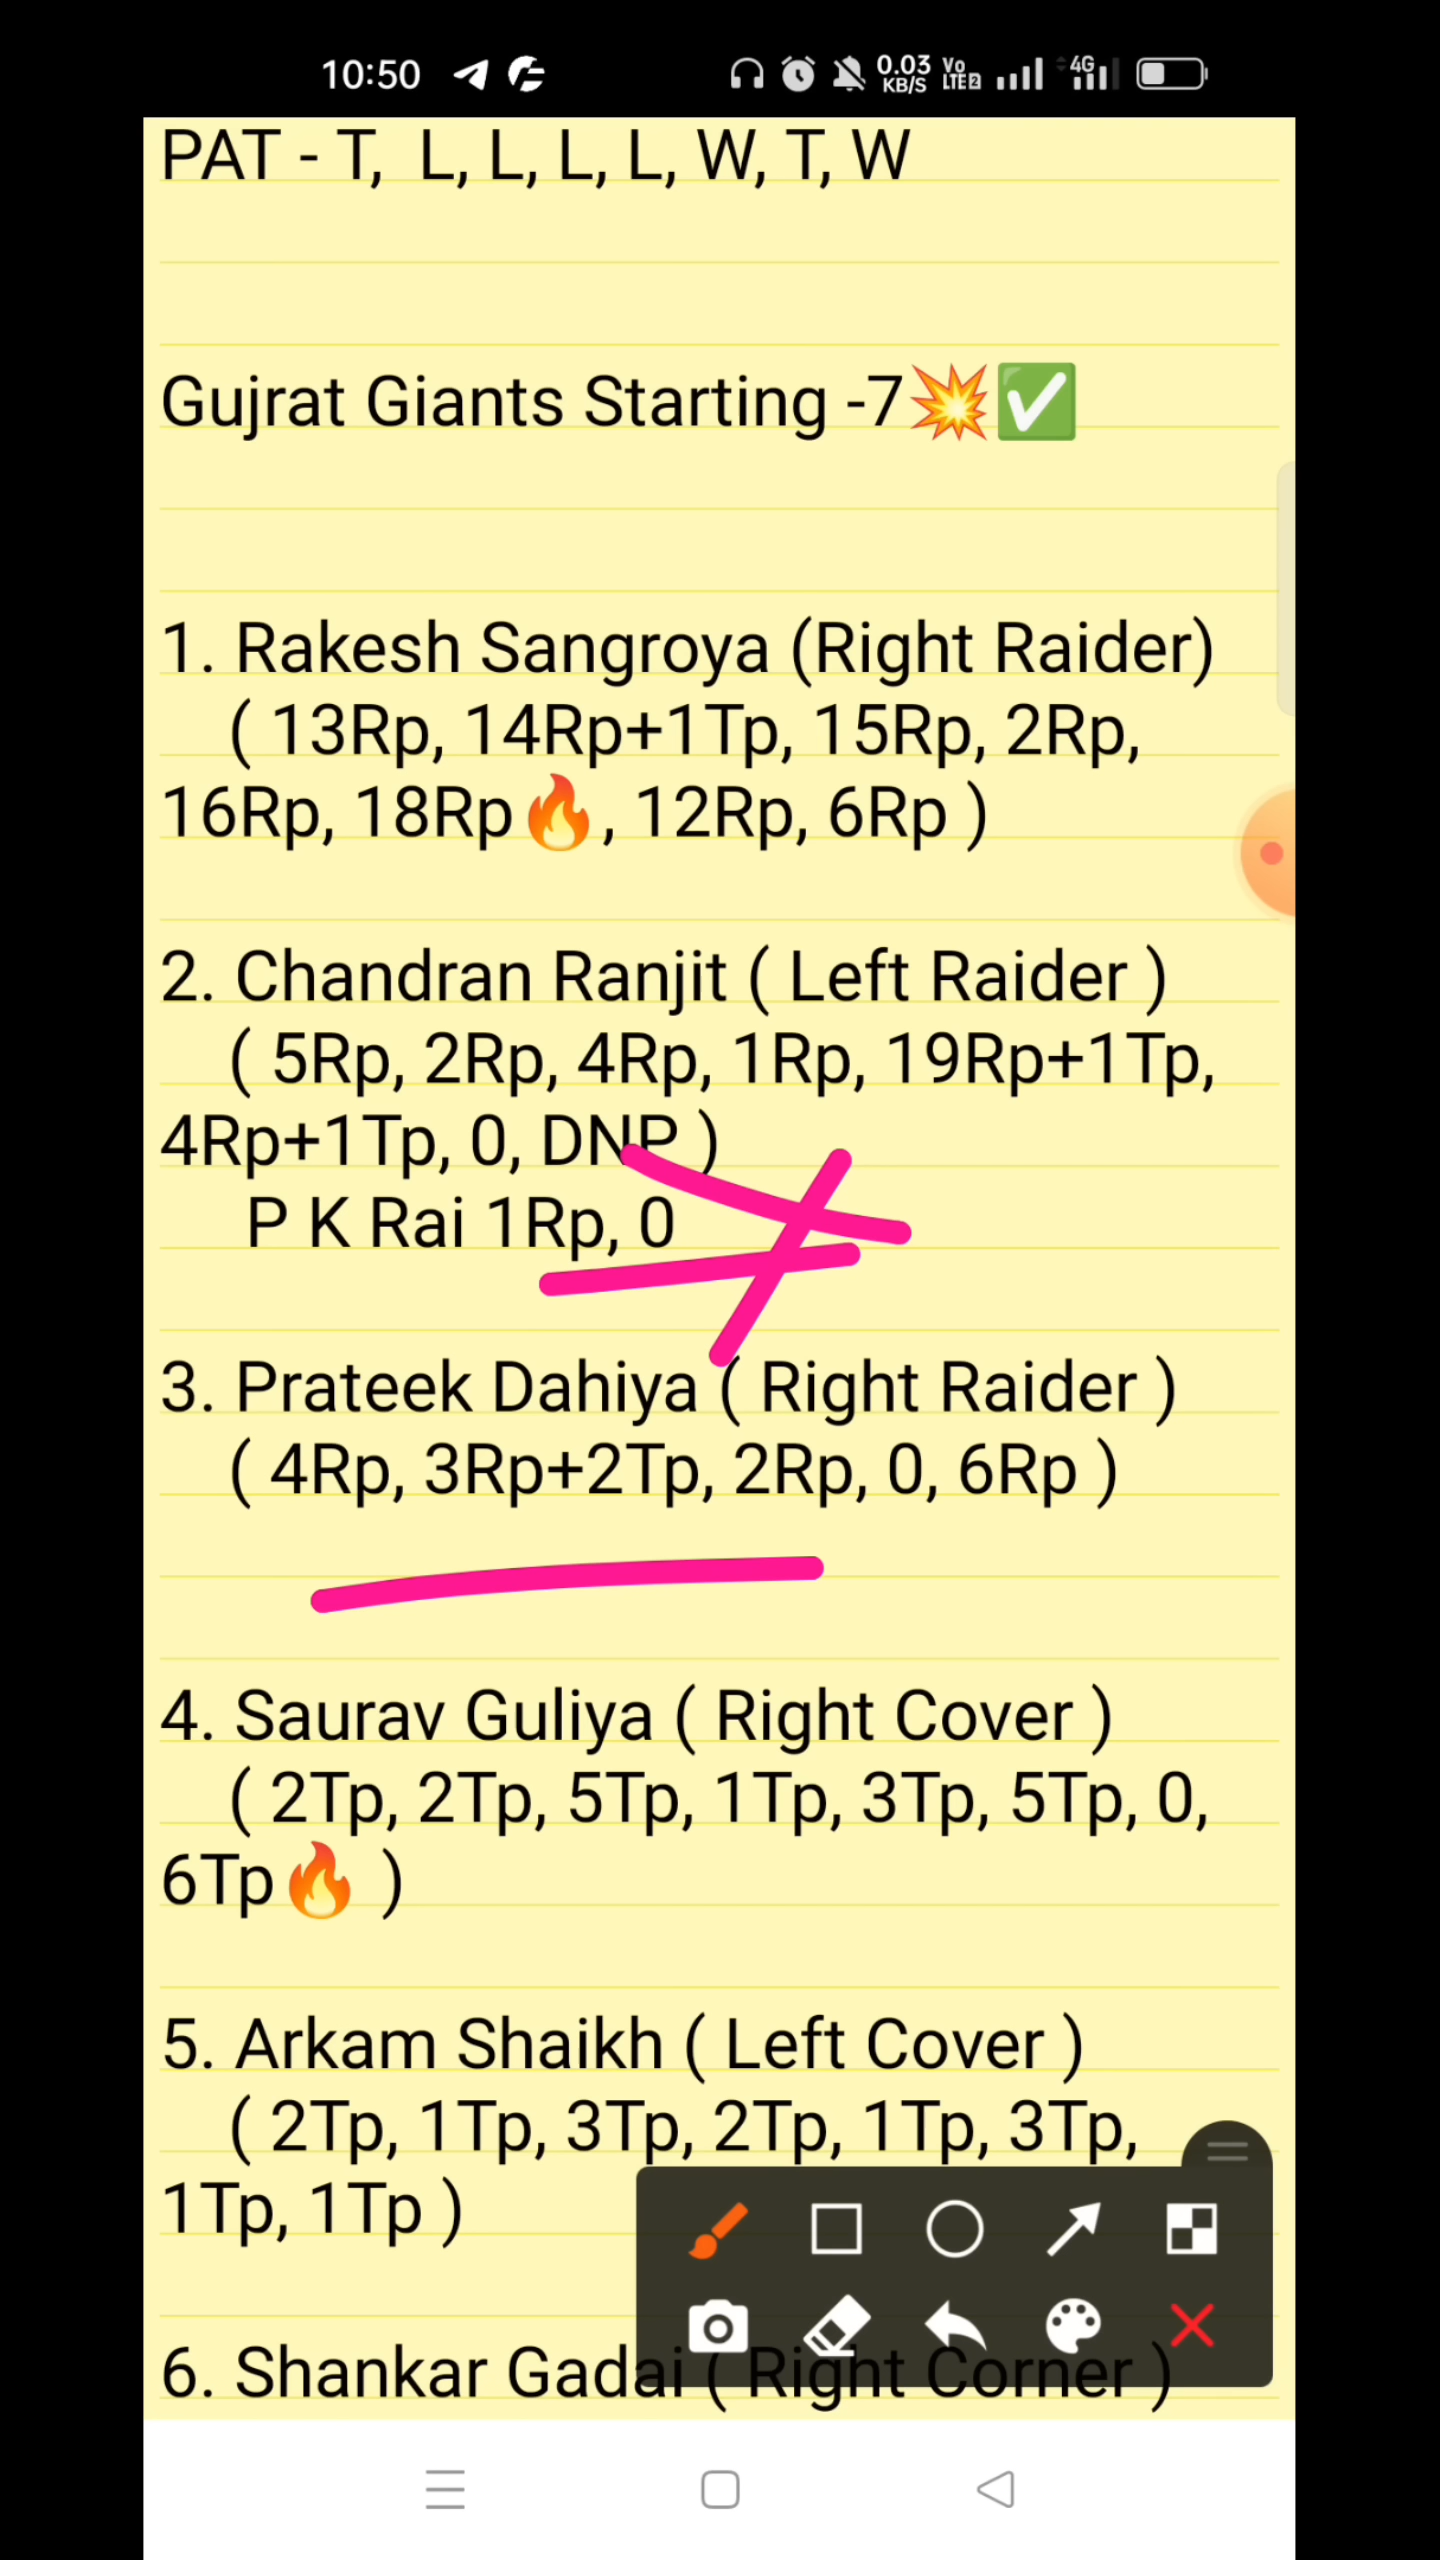 10:50
0.03 KB/S Vo LTE 2 4G
PAT - T, L, L, L, L, W, T, W
Gujrat Giants Starting -7💥✅
1. Rakesh Sangroya (Right Raider)
( 13Rp, 14Rp+1Tp, 15Rp, 2Rp,
16Rp, 18Rp🔥, 12Rp, 6Rp )
2. Chandran Ranjit ( Left Raider )
( 5Rp, 2Rp, 4Rp, 1Rp, 19Rp+1Tp,
4Rp+1Tp, 0, DNP )
P K Rai 1Rp, 0
3. Prateek Dahiya ( Right Raider )
( 4Rp, 3Rp+2Tp, 2Rp, 0, 6Rp )
4. Saurav Guliya ( Right Cover )
( 2Tp, 2Tp, 5Tp, 1Tp, 3Tp, 5Tp, 0,
6Tp🔥 )
5. Arkam Shaikh ( Left Cover )
( 2Tp, 1Tp, 3Tp, 2Tp, 1Tp, 3Tp,
1Tp, 1Tp )
6. Shankar Gadai ( Right Corner )